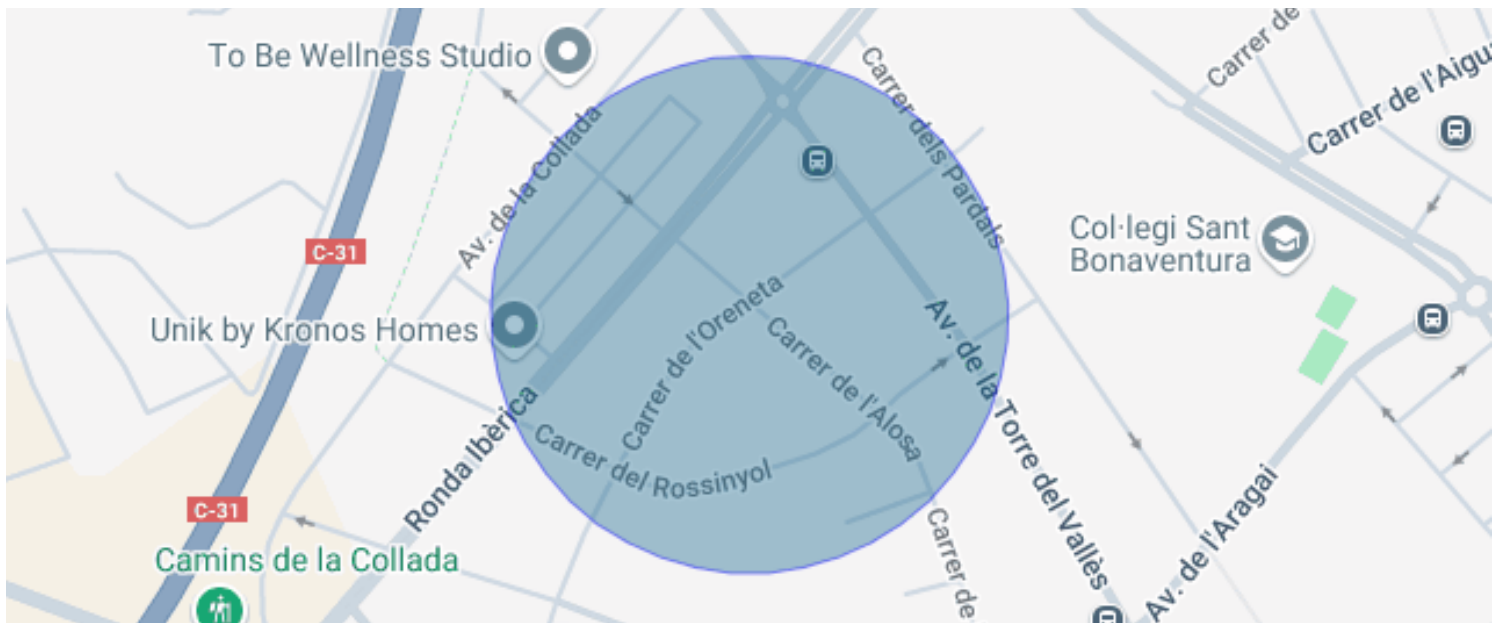 To Be Wellness Studio
Carrer de
Carrer de l'Aigu
Carrer dels Pardals
Av. de la Collada
C-31
Col·legi Sant
Bonaventura
Unik by Kronos Homes
Carrer de l'Oreneta
Carrer de l'Alosa
Av. de la Torre del Vallès
Ronda Ibèrica
Carrer del Rossinyol
C-31
Camins de la Collada
Carrer de
Av. de l'Aragai